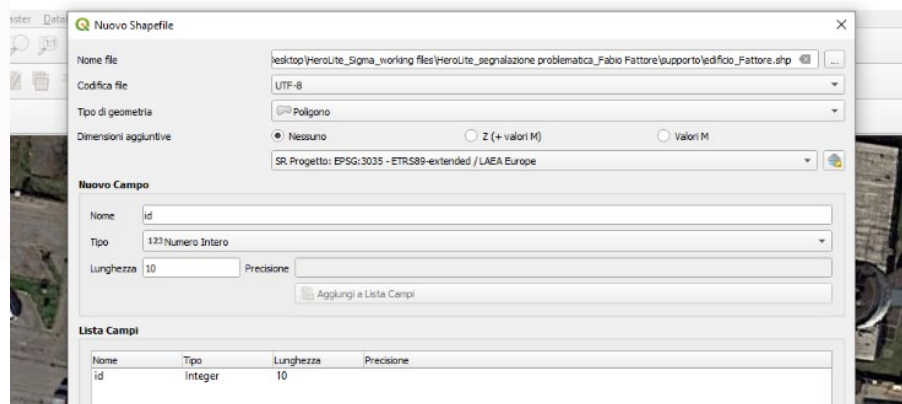 Nuovo Shapefile
Nome file
esktop\HeroLite_Sigma_working files\HeroLite_segnalazione problematica_Fabio Fattore\supporto\edificio_Fattore.shp
...
Codifica file
UTF-8
Tipo di geometria
Poligono
Dimensioni aggiuntive
Nessuno
Z (+ valori M)
Valori M
SR Progetto: EPSG:3035 - ETRS89-extended / LAEA Europe
Nuovo Campo
Nome
id
Tipo
123 Numero Intero
Lunghezza
10
Precisione
Aggiungi a Lista Campi
Lista Campi
Nome Tipo Lunghezza Precisione
id Integer 10